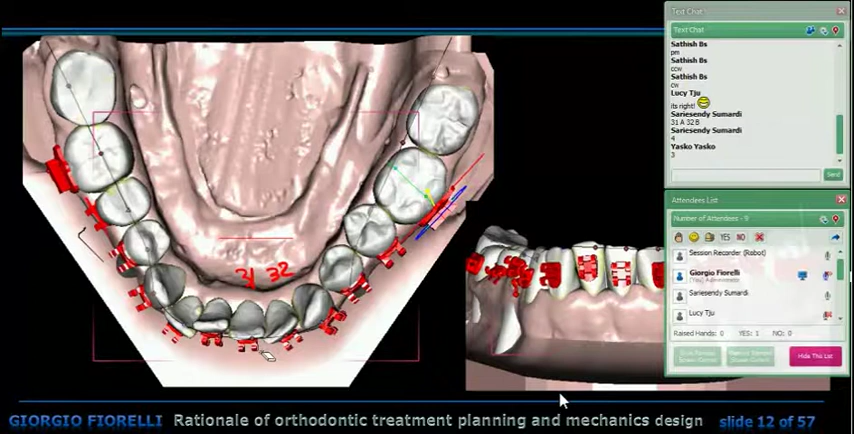 Text Chat
Text Chat
Sathish Bs
pm
Sathish Bs
ccw
Sathish Bs
cw
Lucy Tju
its right!
Sariesendy Sumardi
31 A 32 B
Sariesendy Sumardi
4
Yasko Yasko
3
Send
Attendees List
Number of Attendees - 9
YES NO
Session Recorder (Robot)
Giorgio Fiorelli
Sariesendy Sumardi
Lucy Tju
Raised Hands: 0 YES: 1 NO: 0
Hide This List
31 32
GIORGIO FIORELLI Rationale of orthodontic treatment planning and mechanics design slide 12 of 57